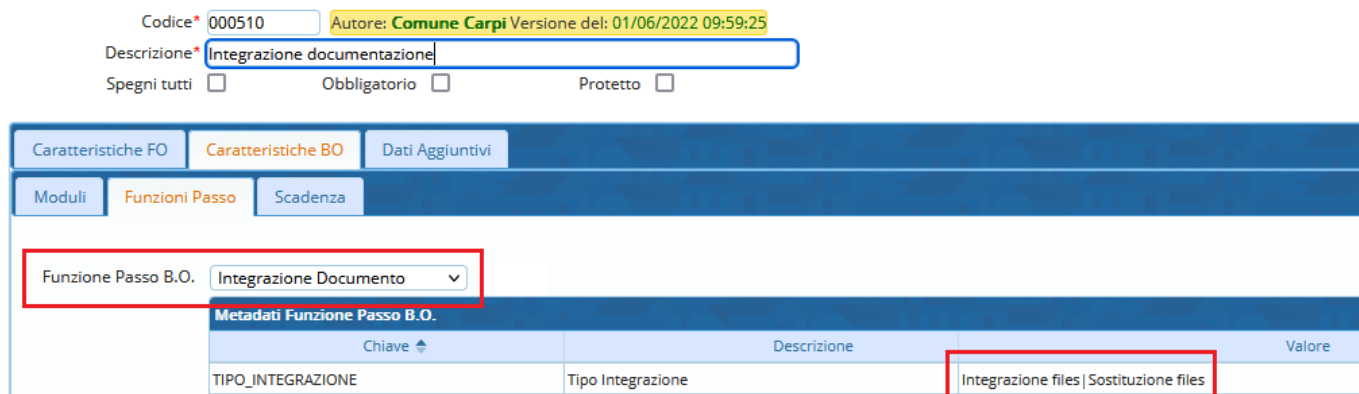 Codice* 000510 Autore: Comune Carpi Versione del: 01/06/2022 09:59:25
Descrizione* Integrazione documentazione
Spegni tutti Obbligatorio Protetto
Caratteristiche FO Caratteristiche BO Dati Aggiuntivi
Moduli Funzioni Passo Scadenza
Funzione Passo B.O. Integrazione Documento
Metadati Funzione Passo B.O.
Chiave Descrizione Valore
TIPO_INTEGRAZIONE Tipo Integrazione Integrazione files|Sostituzione files